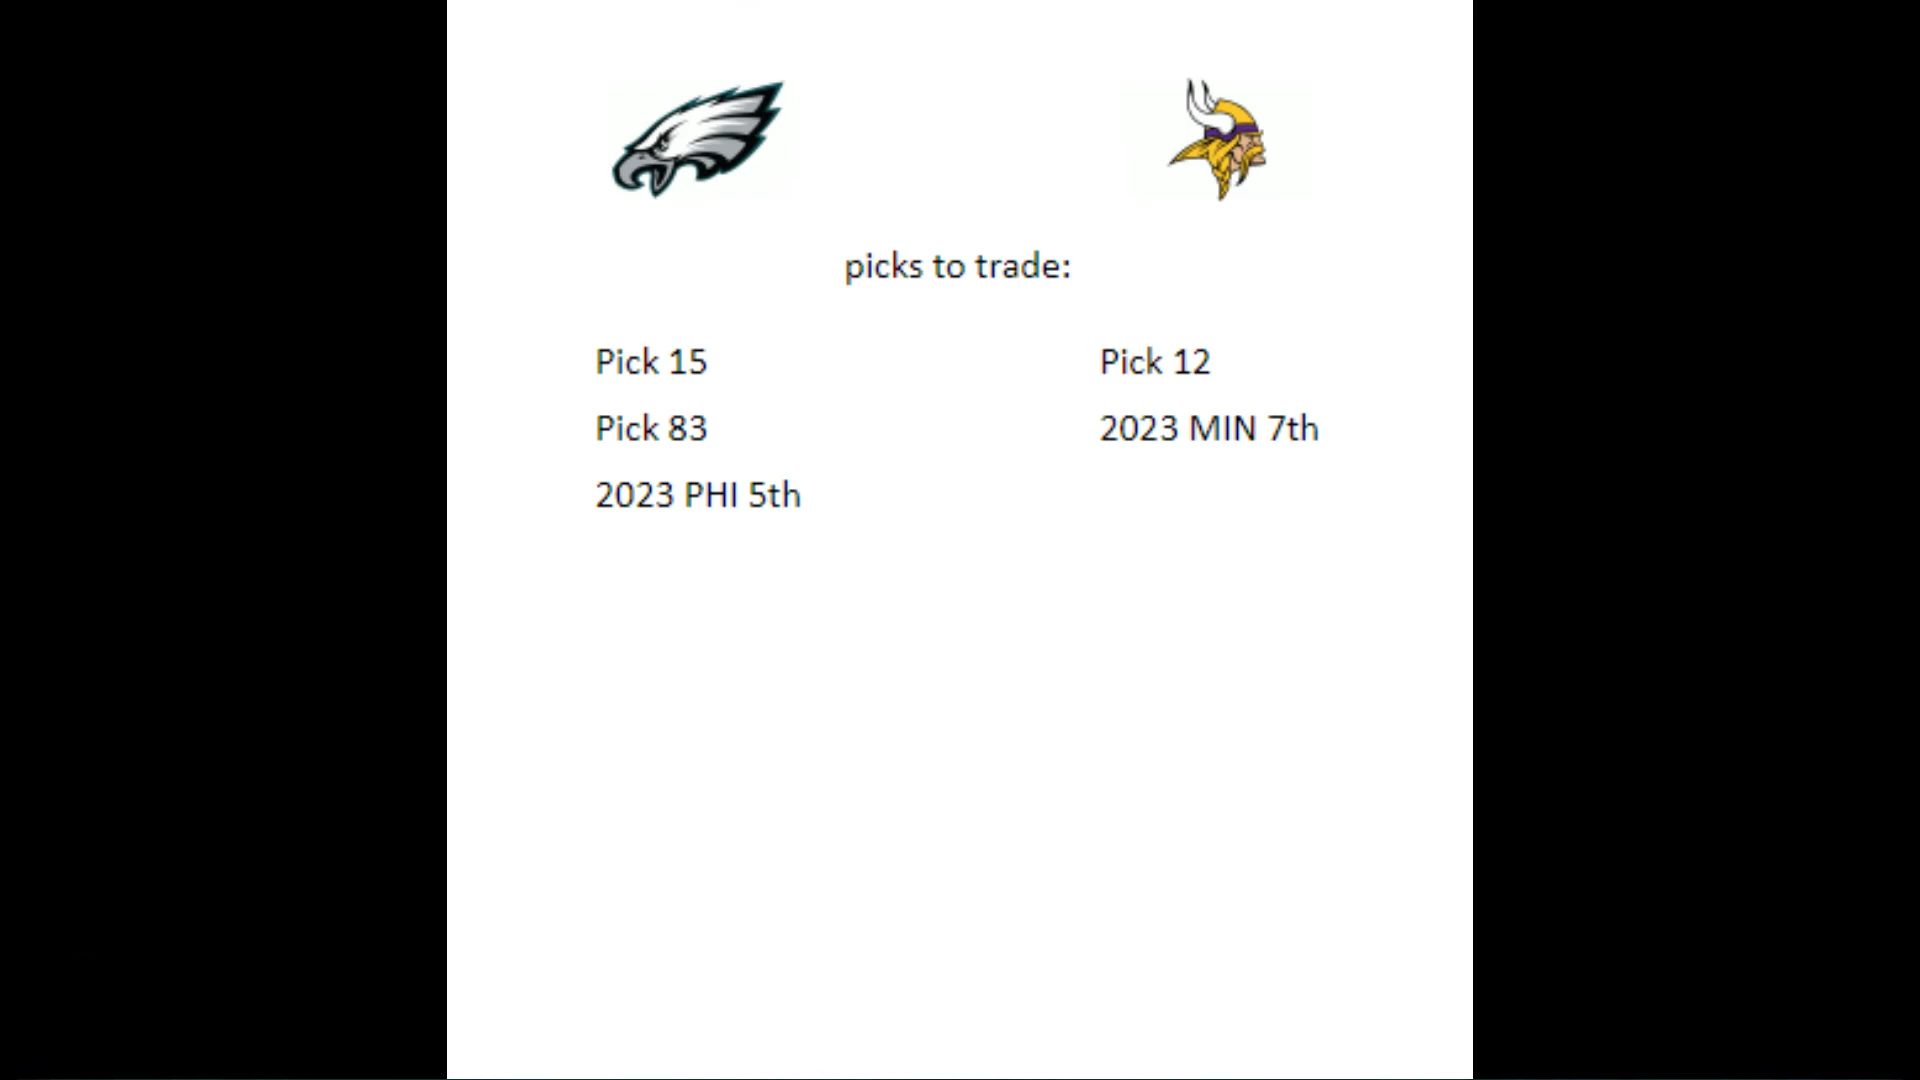 picks to trade:
Pick 15
Pick 12
Pick 83
2023 MIN 7th
2023 PHI 5th